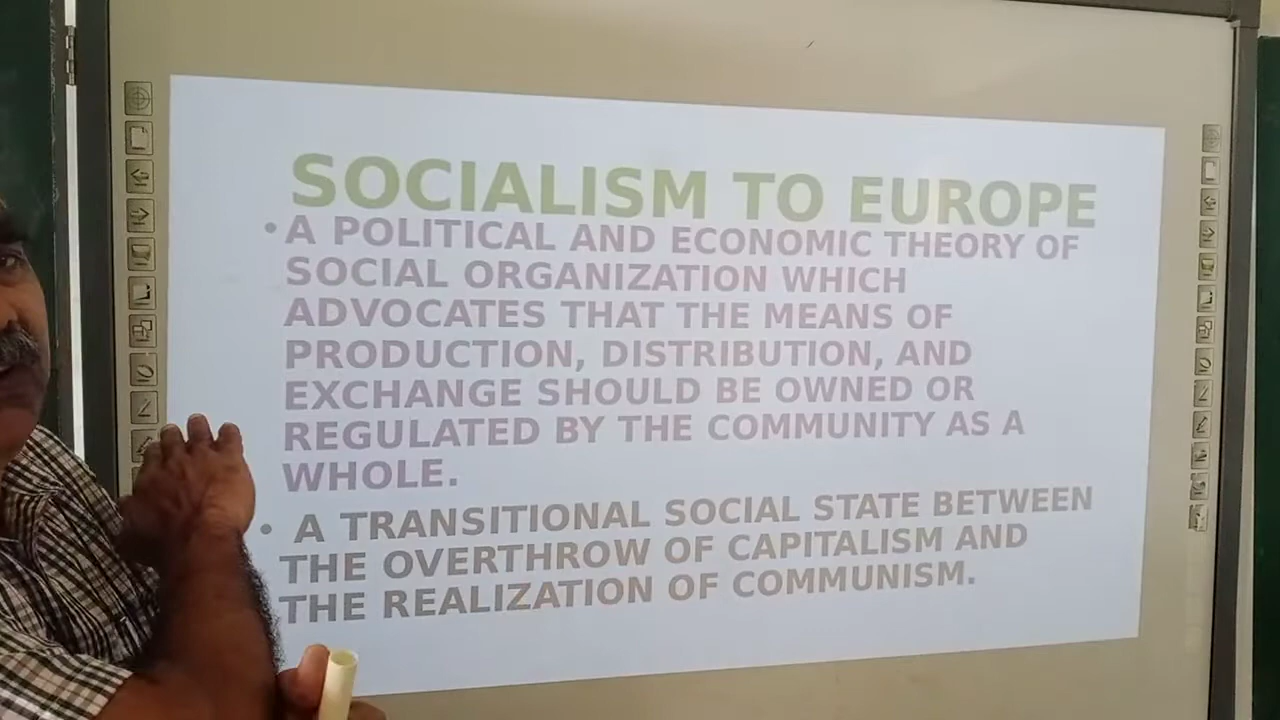 SOCIALISM TO EUROPE
• A POLITICAL AND ECONOMIC THEORY OF
SOCIAL ORGANIZATION WHICH
ADVOCATES THAT THE MEANS OF
PRODUCTION, DISTRIBUTION, AND
EXCHANGE SHOULD BE OWNED OR
REGULATED BY THE COMMUNITY AS A
WHOLE.
• A TRANSITIONAL SOCIAL STATE BETWEEN
THE OVERTHROW OF CAPITALISM AND
THE REALIZATION OF COMMUNISM.